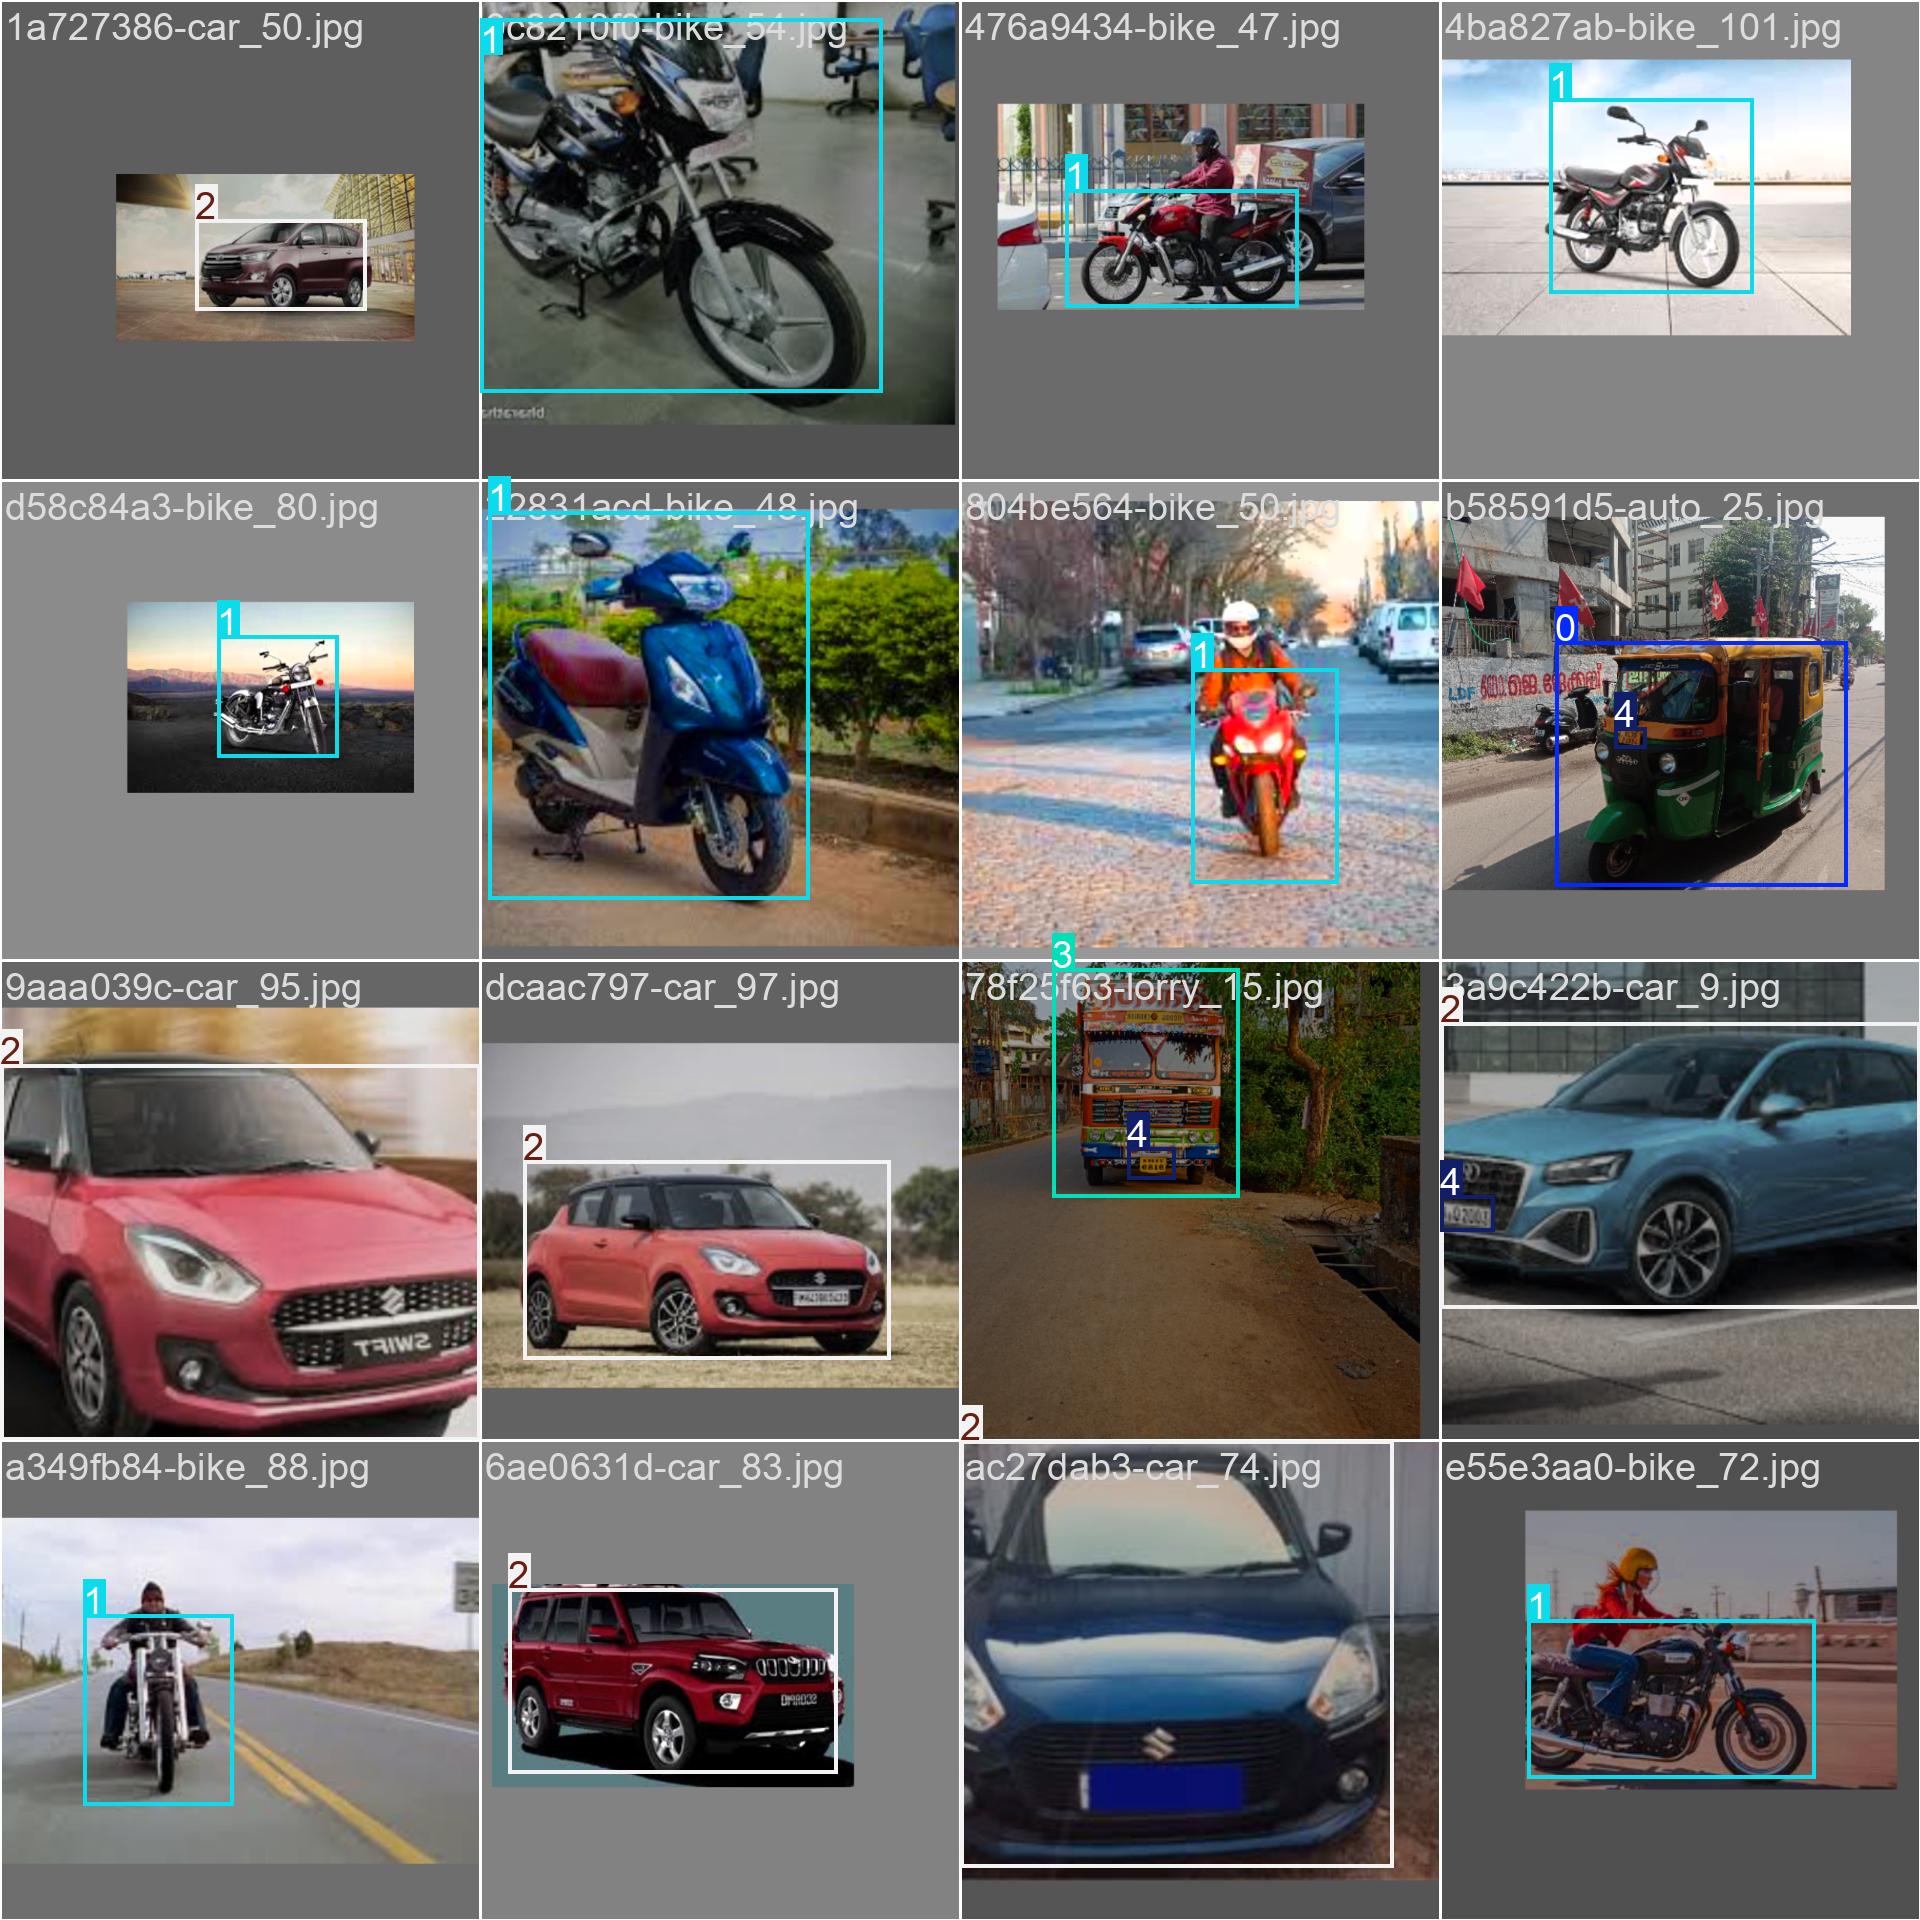 1a727386-car_50.jpg
c8210f0-bike_54.jpg
476a9434-bike_47.jpg
4ba827ab-bike_101.jpg
2
1
1
1
d58c84a3-bike_80.jpg
22831acd-bike_48.jpg
804be564-bike_50.jpg
b58591d5-auto_25.jpg
1
1
1
0
4
LDF
9aaa039c-car_95.jpg
dcaac797-car_97.jpg
78f25f63-lorry_15.jpg
3a9c422b-car_9.jpg
2
2
3
4
2
4
SWIFT
a349fb84-bike_88.jpg
6ae0631d-car_83.jpg
ac27dab3-car_74.jpg
e55e3aa0-bike_72.jpg
1
2
2
1